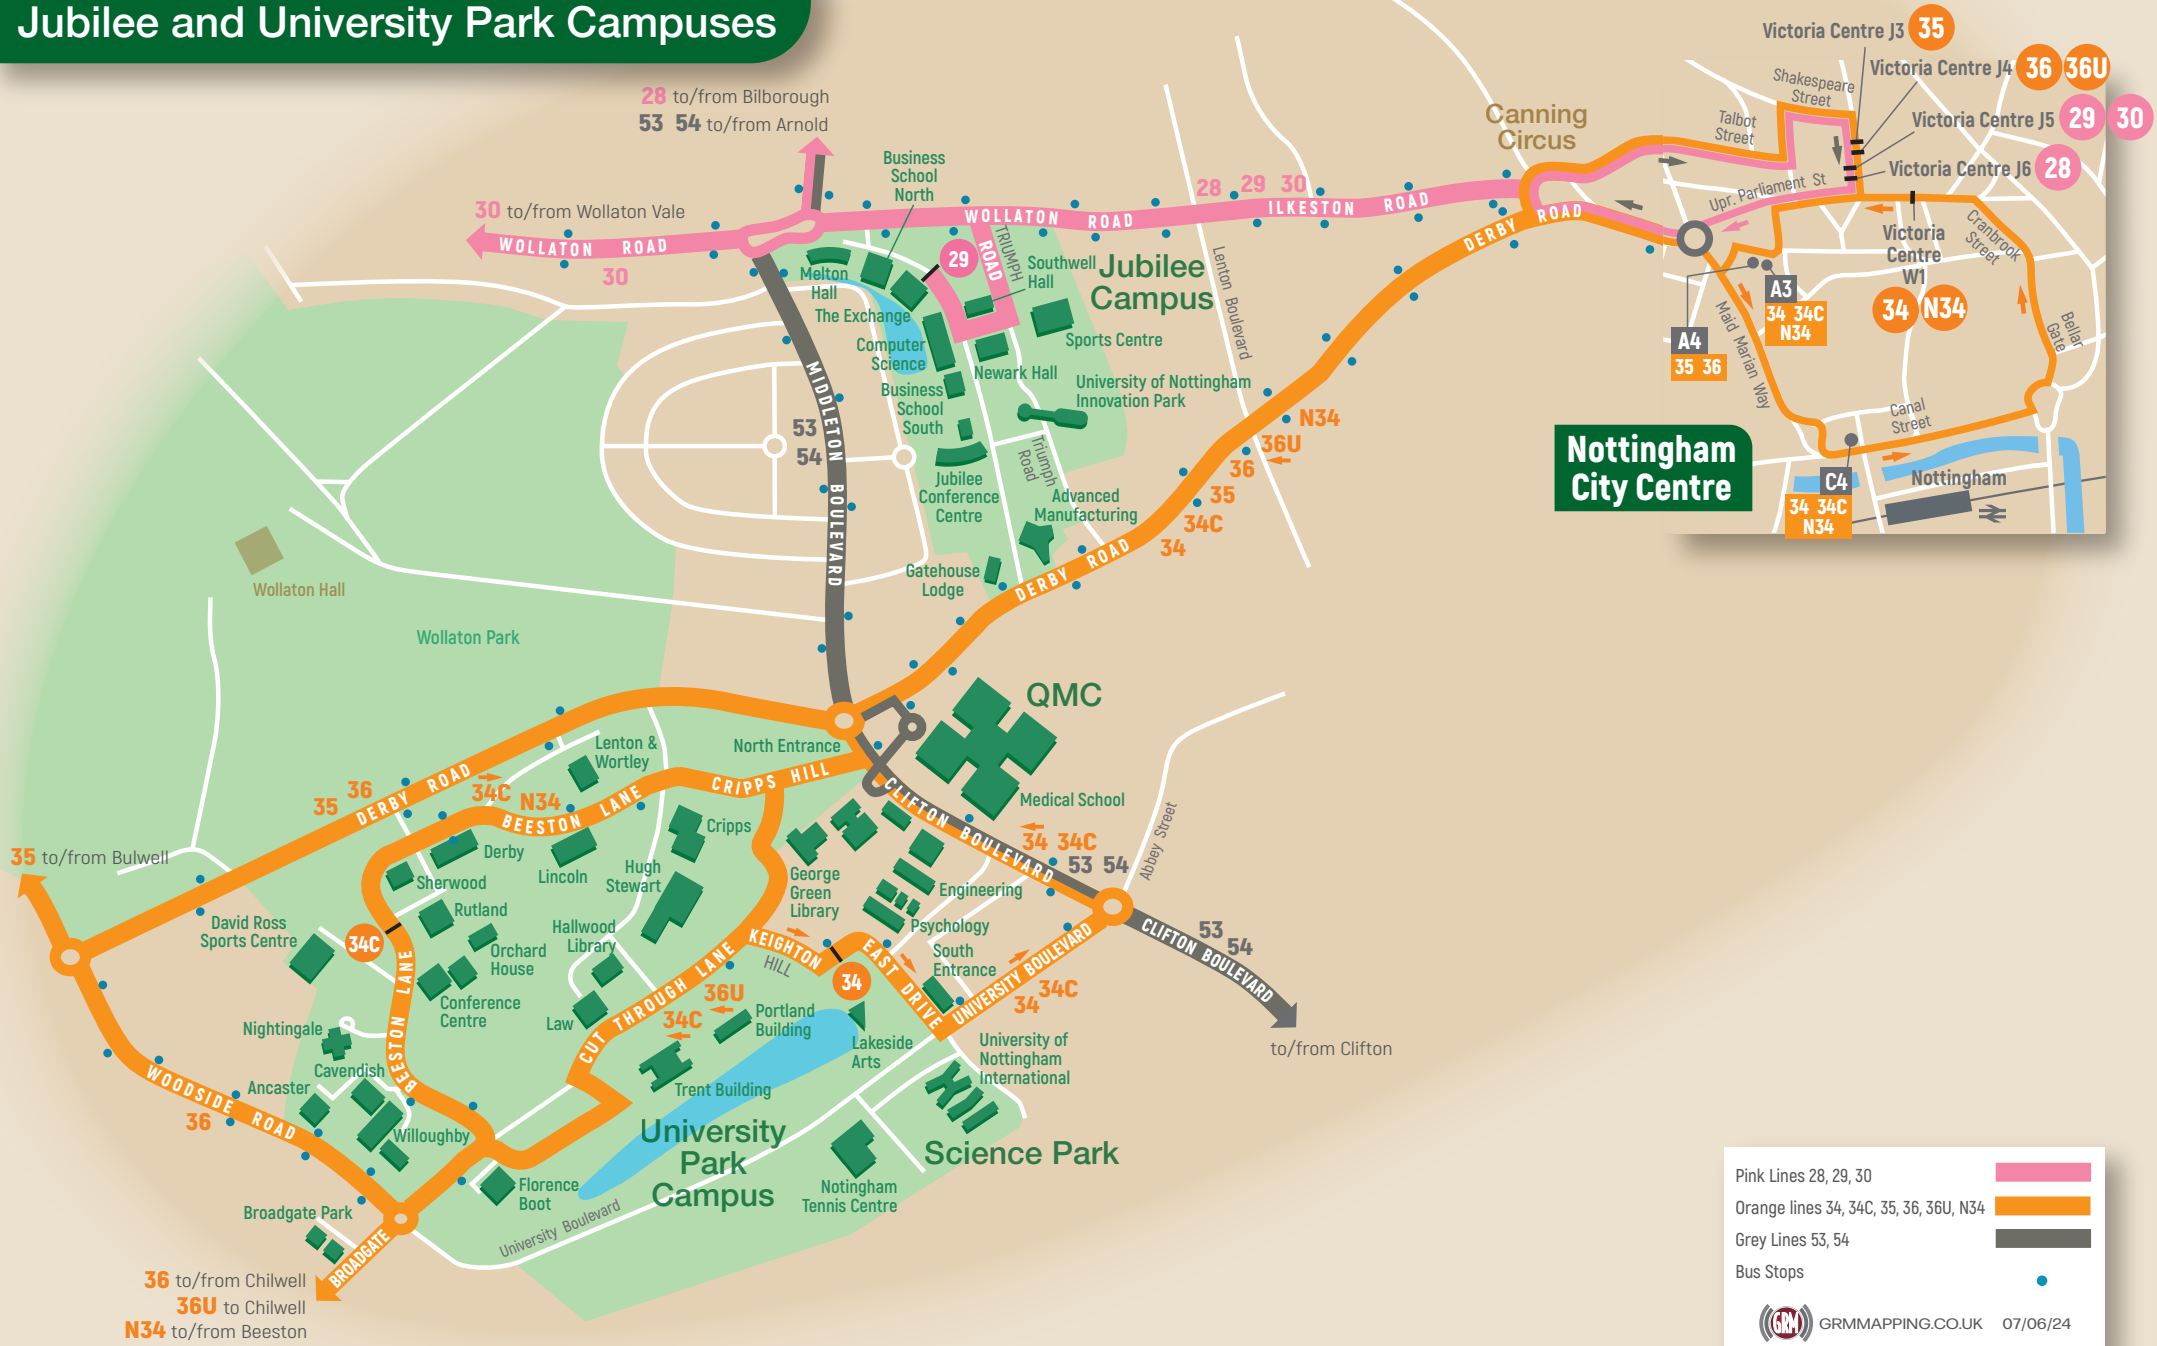 Jubilee and University Park Campuses
28 to/from Bilborough
53 54 to/from Arnold
30 to/from Wollaton Vale
WOLLATON ROAD
30
Business
School
North
WOLLATON ROAD
28 29 30
ILKESTON ROAD
Canning
Circus
DERBY ROAD
Melton
Hall
29
TRIUMPH
ROAD
Southwell
Hall
Jubilee
Campus
The Exchange
Computer
Science
Sports Centre
Newark Hall
Business
School
South
University of Nottingham
Innovation Park
Lenton Boulevard
Triumph
Road
Jubilee
Conference
Centre
Advanced
Manufacturing
Gatehouse
Lodge
MIDDLETON BOULEVARD
53
54
N34
36U
36
35
34C
34
DERBY ROAD
Wollaton Hall
Wollaton Park
QMC
North Entrance
Medical School
Lenton &
Wortley
CRIPPS HILL
34C
N34
BEESTON LANE
36
35
DERBY ROAD
35 to/from Bulwell
Derby
Sherwood
Lincoln
Cripps
Hugh
Stewart
George
Green
Library
CLIFTON BOULEVARD
34 34C
53 54
Abbey Street
Engineering
Psychology
South
Entrance
53
54
CLIFTON BOULEVARD
to/from Clifton
David Ross
Sports Centre
34C
Rutland
Orchard
House
Hallwood
Library
Conference
Centre
Law
KEIGHTON
HILL
34
EAST DRIVE
UNIVERSITY BOULEVARD
34C
34
BEESTON LANE
CUT THROUGH LANE
36U
34C
Portland
Building
Trent Building
Lakeside
Arts
University of
Nottingham
International
Nightingale
Cavendish
Ancaster
Willoughby
WOODSIDE ROAD
36
University
Park
Campus
Science Park
Notingham
Tennis Centre
Florence
Boot
University Boulevard
Broadgate Park
BROADGATE
36 to/from Chilwell
36U to Chilwell
N34 to/from Beeston
Victoria Centre J3 35
Victoria Centre J4 36 36U
Victoria Centre J5 29 30
Victoria Centre J6 28
Shakespeare
Street
Talbot
Street
Upr. Parliament St
Victoria
Centre
W1
34 N34
Cranbrook
Street
Bellar
Gate
A3
34 34C
N34
A4
35 36
Maid Marian Way
Canal
Street
C4
34 34C
N34
Nottingham
Nottingham
City Centre
Pink Lines 28, 29, 30
Orange lines 34, 34C, 35, 36, 36U, N34
Grey Lines 53, 54
Bus Stops
GRM
GRMMAPPING.CO.UK 07/06/24